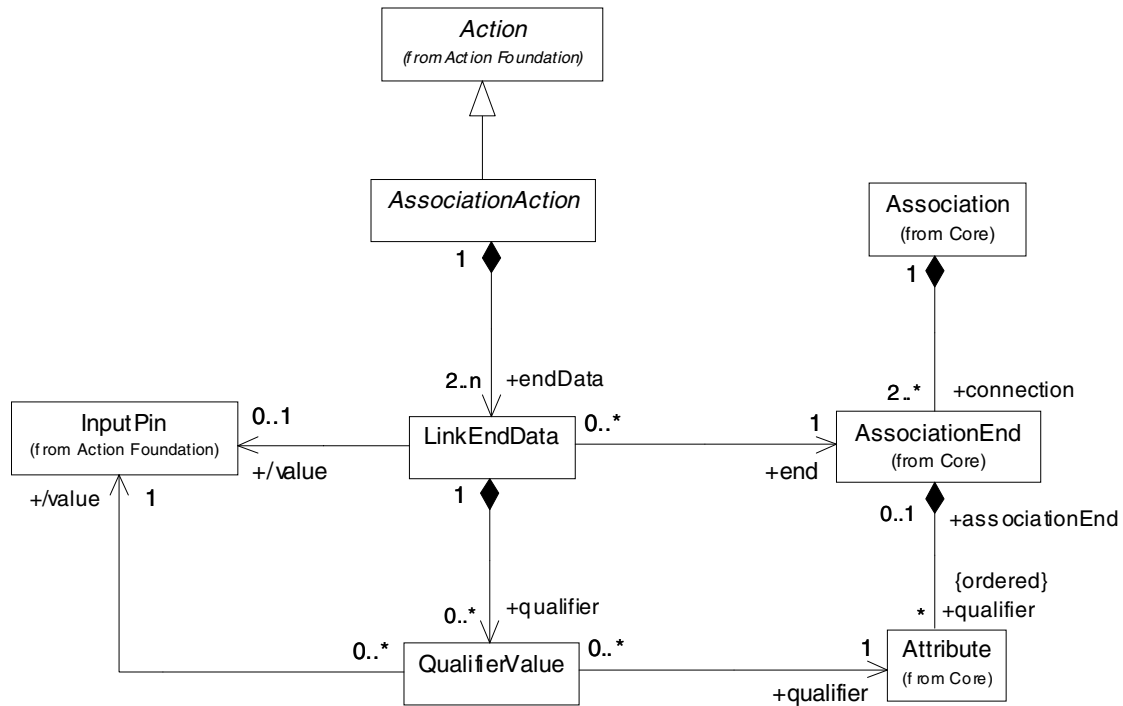 Action
(from Action Foundation)
AssociationAction
Association
(from Core)
1
1
2..n
+endData
2..*
+connection
InputPin
(from Action Foundation)
0..1
+/value
LinkEndData
0..*
1
+end
AssociationEnd
(from Core)
+/value
1
1
0..1
+associationEnd
{ordered}
0..*
+qualifier
*
+qualifier
0..*
QualifierValue
0..*
1
+qualifier
Attribute
(from Core)